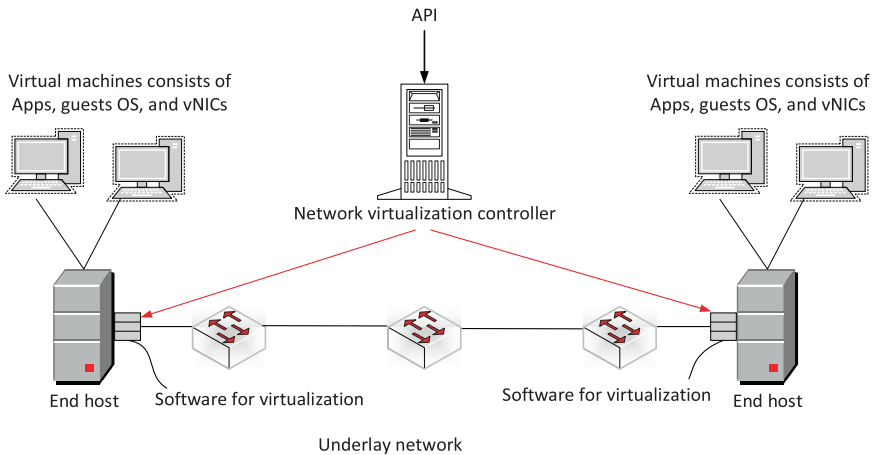 API
Virtual machines consists of
Apps, guests OS, and vNICs
Virtual machines consists of
Apps, guests OS, and vNICs
Network virtualization controller
End host
Software for virtualization
Software for virtualization
End host
Underlay network